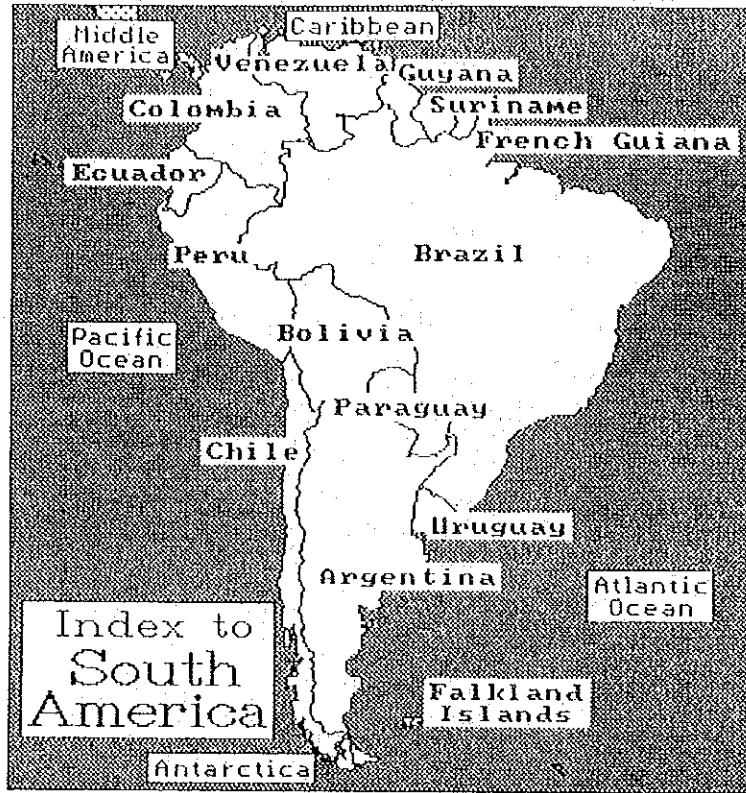 Middle
America
Caribbean
Venezuela
Guyana
Colombia
Suriname
French Guiana
Ecuador
Peru
Brazil
Pacific
Ocean
Bolivia
Paraguay
Chile
Uruguay
Argentina
Atlantic
Ocean
Index to
South
America
Falkland
Islands
Antarctica